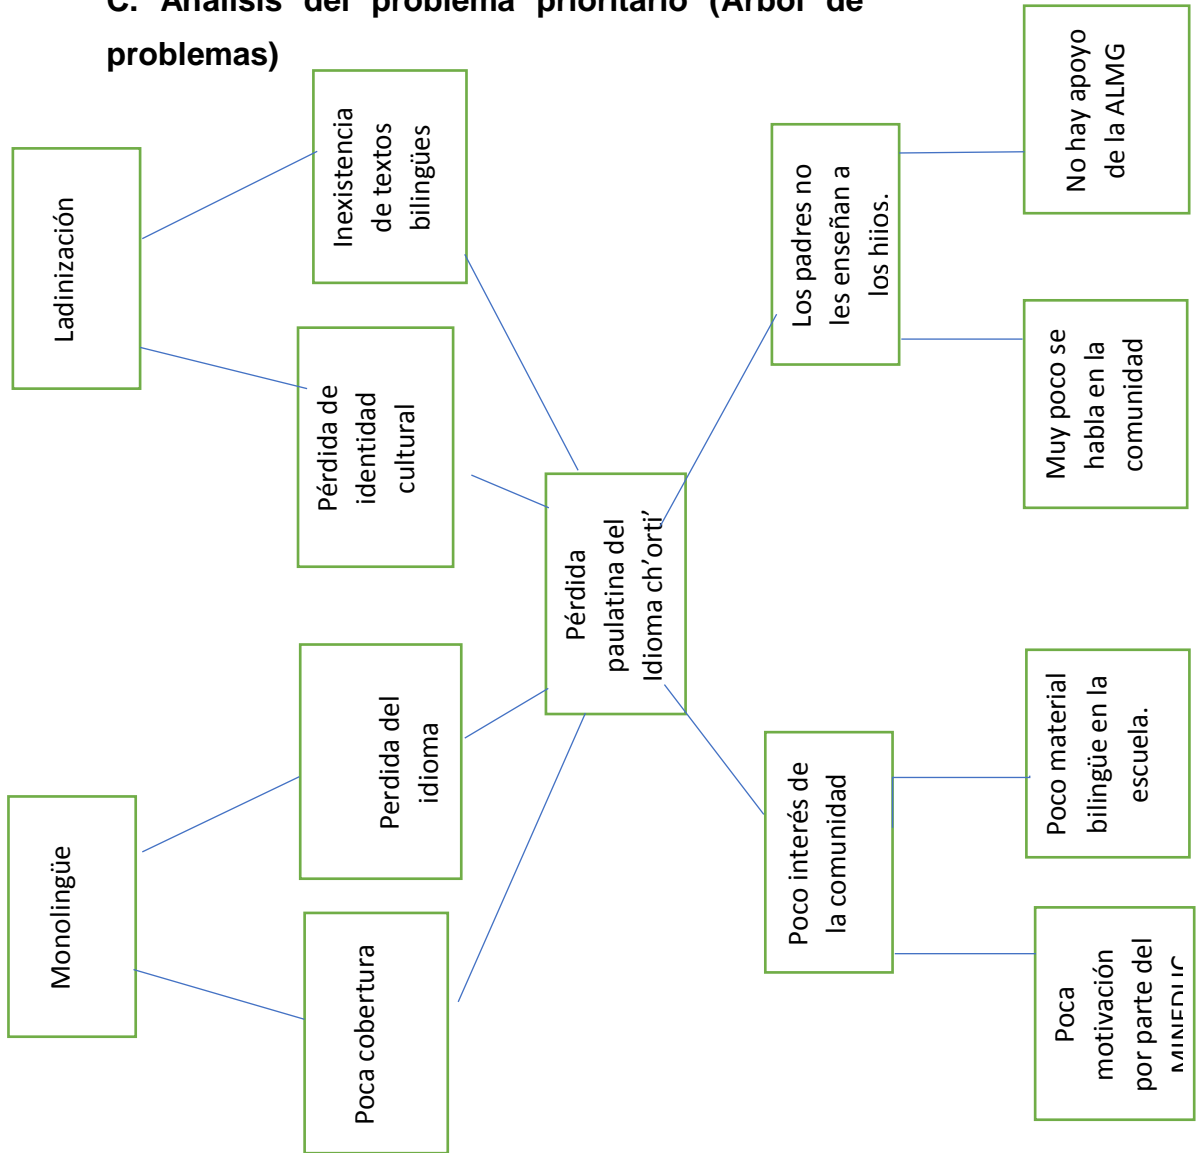 C. Análisis del problema prioritario (Árbol de
problemas)
Monolingüe
Ladinización
Poca cobertura
Perdida del
idioma
Pérdida de
identidad
cultural
Inexistencia
de textos
bilingües
Pérdida
paulatina del
Idioma ch’orti’
Poco interés de
la comunidad
Los padres no
les enseñan a
los hijos.
Poca
motivación
por parte del
MINEDUC
Poco material
bilingüe en la
escuela.
Muy poco se
habla en la
comunidad
No hay apoyo
de la ALMG